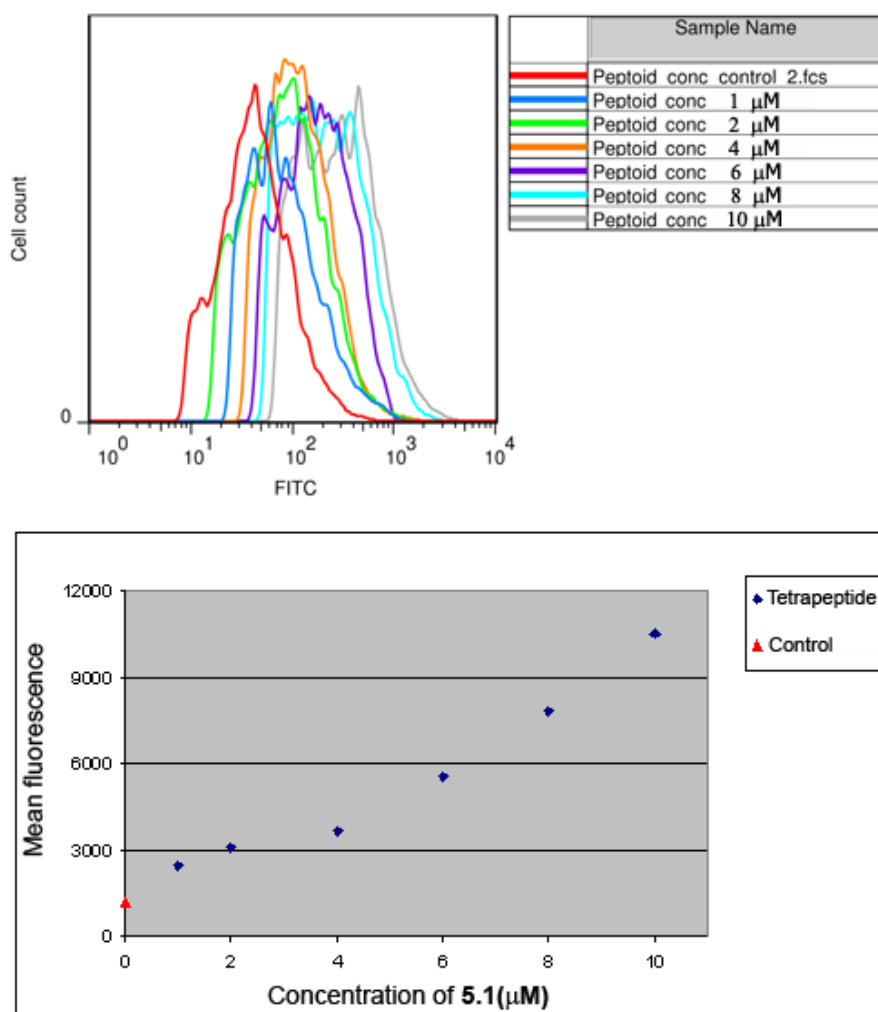 Sample Name
Peptoid conc control 2.fcs
Peptoid conc 1 μM
Peptoid conc 2 μM
Peptoid conc 4 μM
Peptoid conc 6 μM
Peptoid conc 8 μM
Peptoid conc 10 μM
Cell count
0
10^0 10^1 10^2 10^3 10^4
FITC
12000
9000
6000
3000
0
Mean fluorescence
0 2 4 6 8 10
Concentration of 5.1(μM)
Tetrapeptide
Control